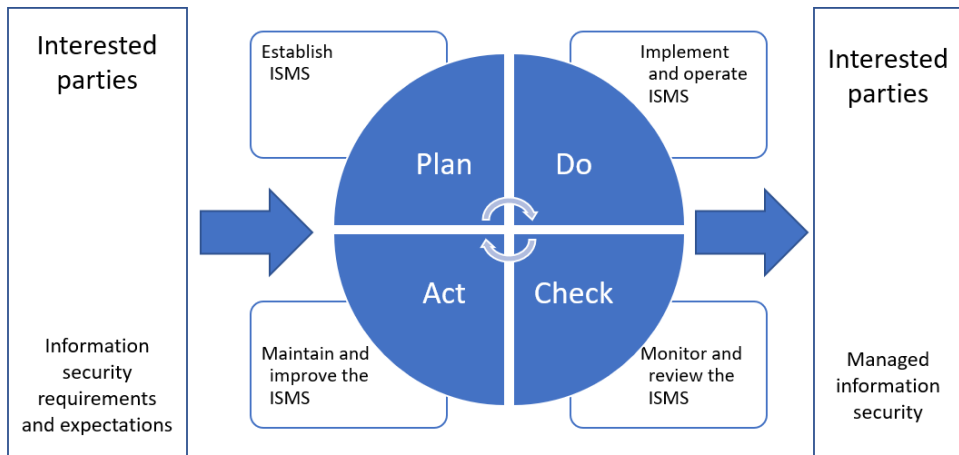 Interested
parties
Information
security
requirements
and expectations
Establish
ISMS
Implement
and operate
ISMS
Plan
Do
Act
Check
Maintain and
improve the
ISMS
Monitor and
review the
ISMS
Interested
parties
Managed
information
security